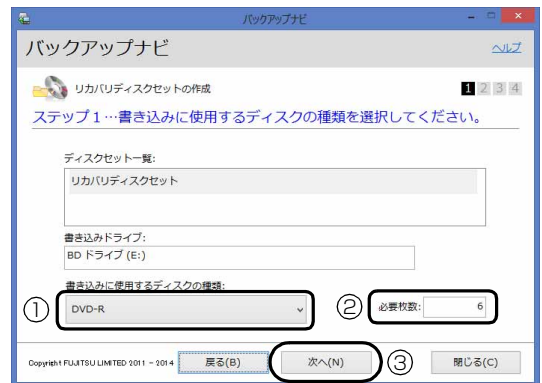 バックアップナビ
バックアップナビ
ヘルプ
リカバリディスクセットの作成
1 2 3 4
ステップ1…書き込みに使用するディスクの種類を選択してください。
ディスクセット一覧:
リカバリディスクセット
書き込みドライブ:
BD ドライブ (E:)
書き込みに使用するディスクの種類:
① DVD-R
② 必要枚数: 6
Copyright FUJITSU LIMITED 2011 - 2014 戻る(B) 次へ(N) ③ 閉じる(C)